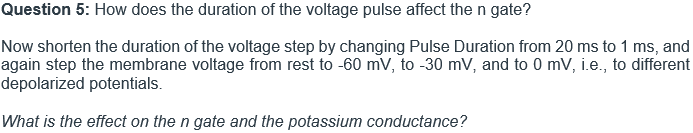 Question 5: How does the duration of the voltage pulse affect the n gate?
Now shorten the duration of the voltage step by changing Pulse Duration from 20 ms to 1 ms, and
again step the membrane voltage from rest to -60 mV, to -30 mV, and to 0 mV, i.e., to different
depolarized potentials.
What is the effect on the n gate and the potassium conductance?